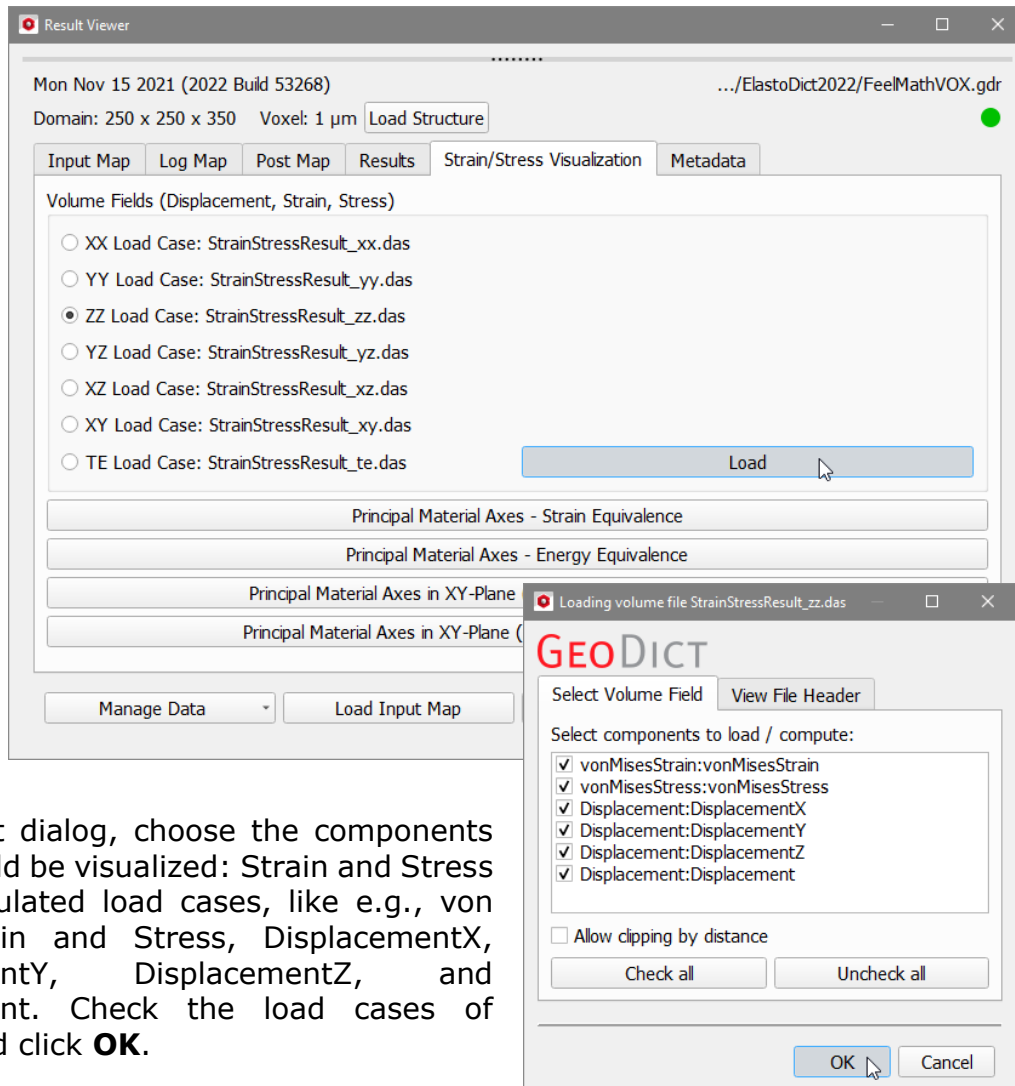 Result Viewer
Mon Nov 15 2021 (2022 Build 53268)
.../ElastoDict2022/FeelMathVOX.gdr
Domain: 250 x 250 x 350 Voxel: 1 µm Load Structure
Input Map Log Map Post Map Results Strain/Stress Visualization Metadata
Volume Fields (Displacement, Strain, Stress)
XX Load Case: StrainStressResult_xx.das
YY Load Case: StrainStressResult_yy.das
ZZ Load Case: StrainStressResult_zz.das
YZ Load Case: StrainStressResult_yz.das
XZ Load Case: StrainStressResult_xz.das
XY Load Case: StrainStressResult_xy.das
TE Load Case: StrainStressResult_te.das
Load
Principal Material Axes - Strain Equivalence
Principal Material Axes - Energy Equivalence
Principal Material Axes in XY-Plane
Principal Material Axes in XY-Plane (
Manage Data Load Input Map
Loading volume file StrainStressResult_zz.das
GEODICT
Select Volume Field View File Header
Select components to load / compute:
vonMisesStrain:vonMisesStrain
vonMisesStress:vonMisesStress
Displacement:DisplacementX
Displacement:DisplacementY
Displacement:DisplacementZ
Displacement:Displacement
Allow clipping by distance
Check all Uncheck all
OK Cancel
t dialog, choose the components
ld be visualized: Strain and Stress
ulated load cases, like e.g., von
in and Stress, DisplacementX,
entY, DisplacementZ, and
nt. Check the load cases of
d click OK.